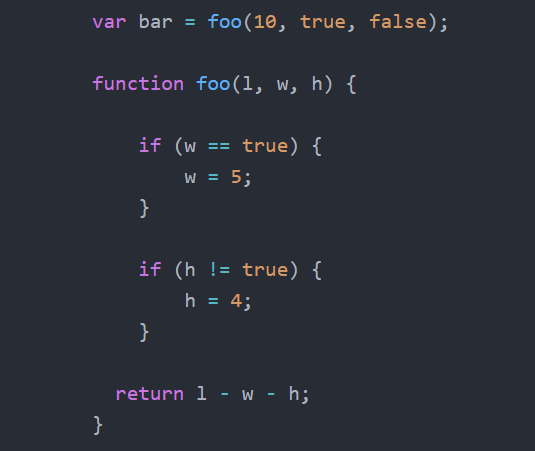 var bar = foo(10, true, false);
function foo(l, w, h) {
if (w == true) {
w = 5;
}
if (h != true) {
h = 4;
}
return l - w - h;
}